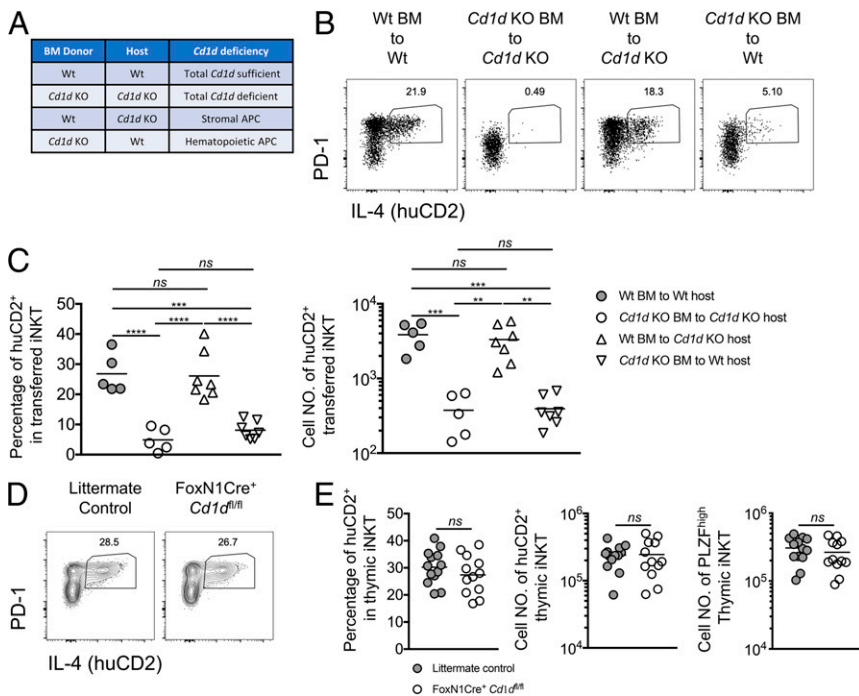 A
BM Donor Host Cd1d deficiency
Wt Wt Total Cd1d sufficient
Cd1d KO Cd1d KO Total Cd1d deficient
Wt Cd1d KO Stromal APC
Cd1d KO Wt Hematopoietic APC
B
Wt BM to Wt
Cd1d KO BM to Cd1d KO
Wt BM to Cd1d KO
Cd1d KO BM to Wt
21.9 0.49 18.3 5.10
PD-1
IL-4 (huCD2)
C
Percentage of huCD2+
in transferred iNKT
50
40
30
20
10
0
ns
ns
***
**** **** ****
Cell NO. of huCD2+
transferred iNKT
10^4
10^3
10^2
ns
ns
***
*** ** **
Wt BM to Wt host
Cd1d KO BM to Cd1d KO host
Wt BM to Cd1d KO host
Cd1d KO BM to Wt host
D
Littermate
Control
FoxN1Cre+
Cd1d fl/fl
28.5 26.7
PD-1
IL-4 (huCD2)
E
Percentage of huCD2+
in thymic iNKT
50
40
30
20
10
0
ns
Cell NO. of huCD2+
thymic iNKT
10^6
10^5
10^4
ns
Cell NO. of PLZFhigh
Thymic iNKT
10^6
10^5
10^4
ns
Littermate control
FoxN1Cre+ Cd1d fl/fl